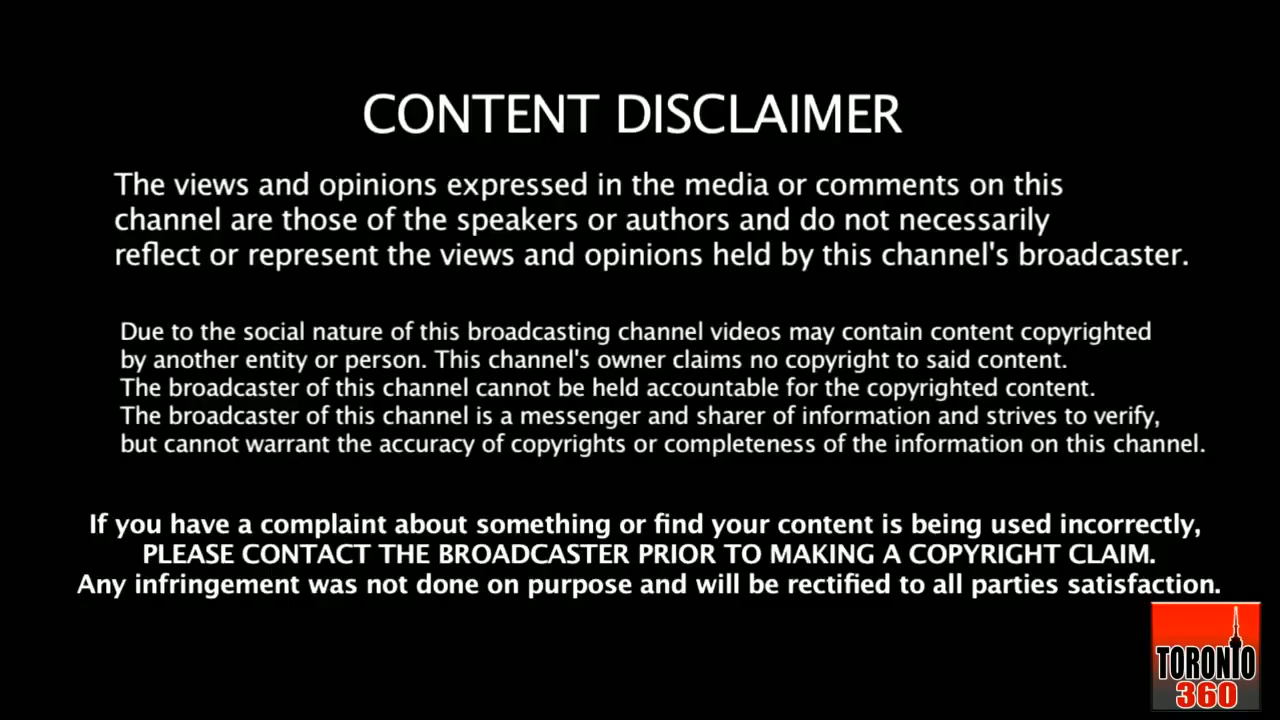 CONTENT DISCLAIMER
The views and opinions expressed in the media or comments on this
channel are those of the speakers or authors and do not necessarily
reflect or represent the views and opinions held by this channel's broadcaster.
Due to the social nature of this broadcasting channel videos may contain content copyrighted
by another entity or person. This channel's owner claims no copyright to said content.
The broadcaster of this channel cannot be held accountable for the copyrighted content.
The broadcaster of this channel is a messenger and sharer of information and strives to verify,
but cannot warrant the accuracy of copyrights or completeness of the information on this channel.
If you have a complaint about something or find your content is being used incorrectly,
PLEASE CONTACT THE BROADCASTER PRIOR TO MAKING A COPYRIGHT CLAIM.
Any infringement was not done on purpose and will be rectified to all parties satisfaction.
TORONTO
360